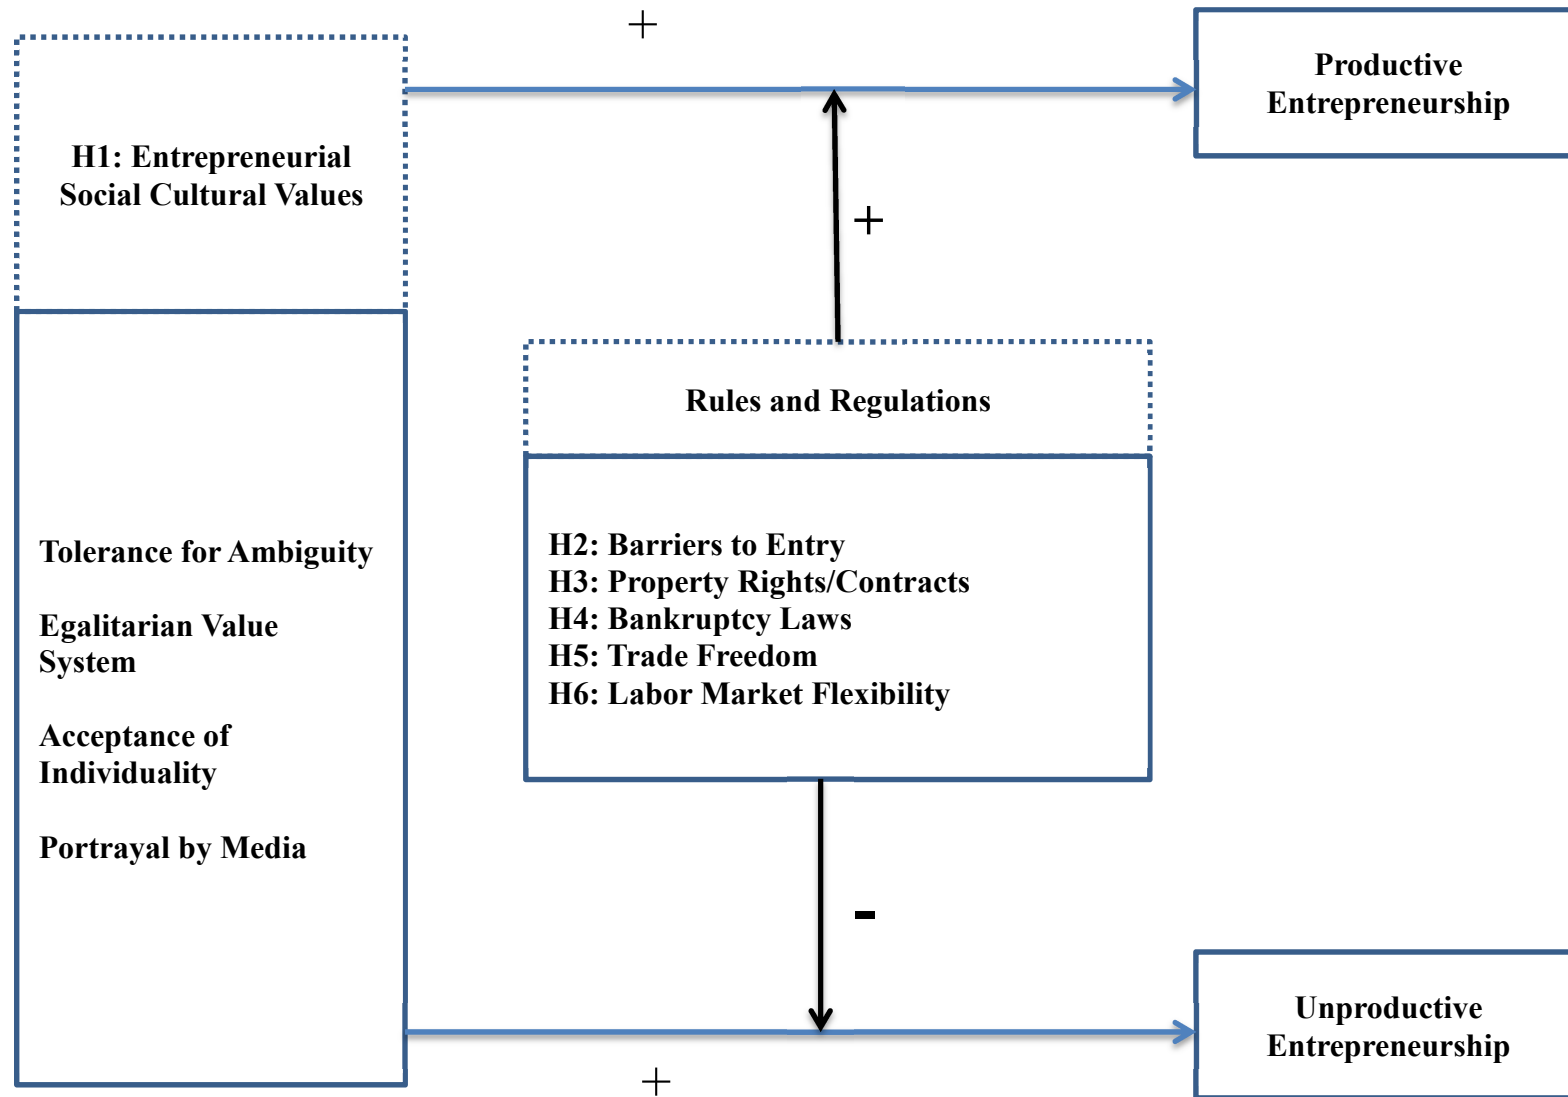 +
Productive
Entrepreneurship
H1: Entrepreneurial
Social Cultural Values
+
Rules and Regulations
Tolerance for Ambiguity
Egalitarian Value
System
Acceptance of
Individuality
Portrayal by Media
H2: Barriers to Entry
H3: Property Rights/Contracts
H4: Bankruptcy Laws
H5: Trade Freedom
H6: Labor Market Flexibility
-
Unproductive
Entrepreneurship
+